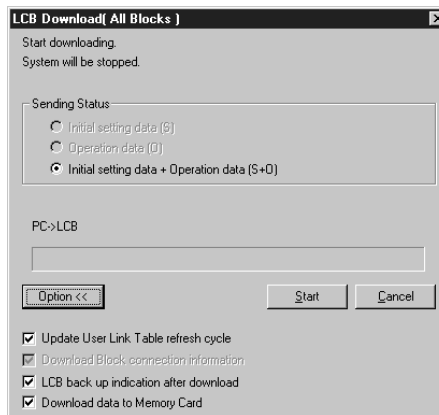 LCB Download( All Blocks )
Start downloading.
System will be stopped.
Sending Status
Initial setting data (S)
Operation data (O)
Initial setting data + Operation data (S+O)
PC->LCB
Option <<
Start
Cancel
Update User Link Table refresh cycle
Download Block connection information
LCB back up indication after download
Download data to Memory Card